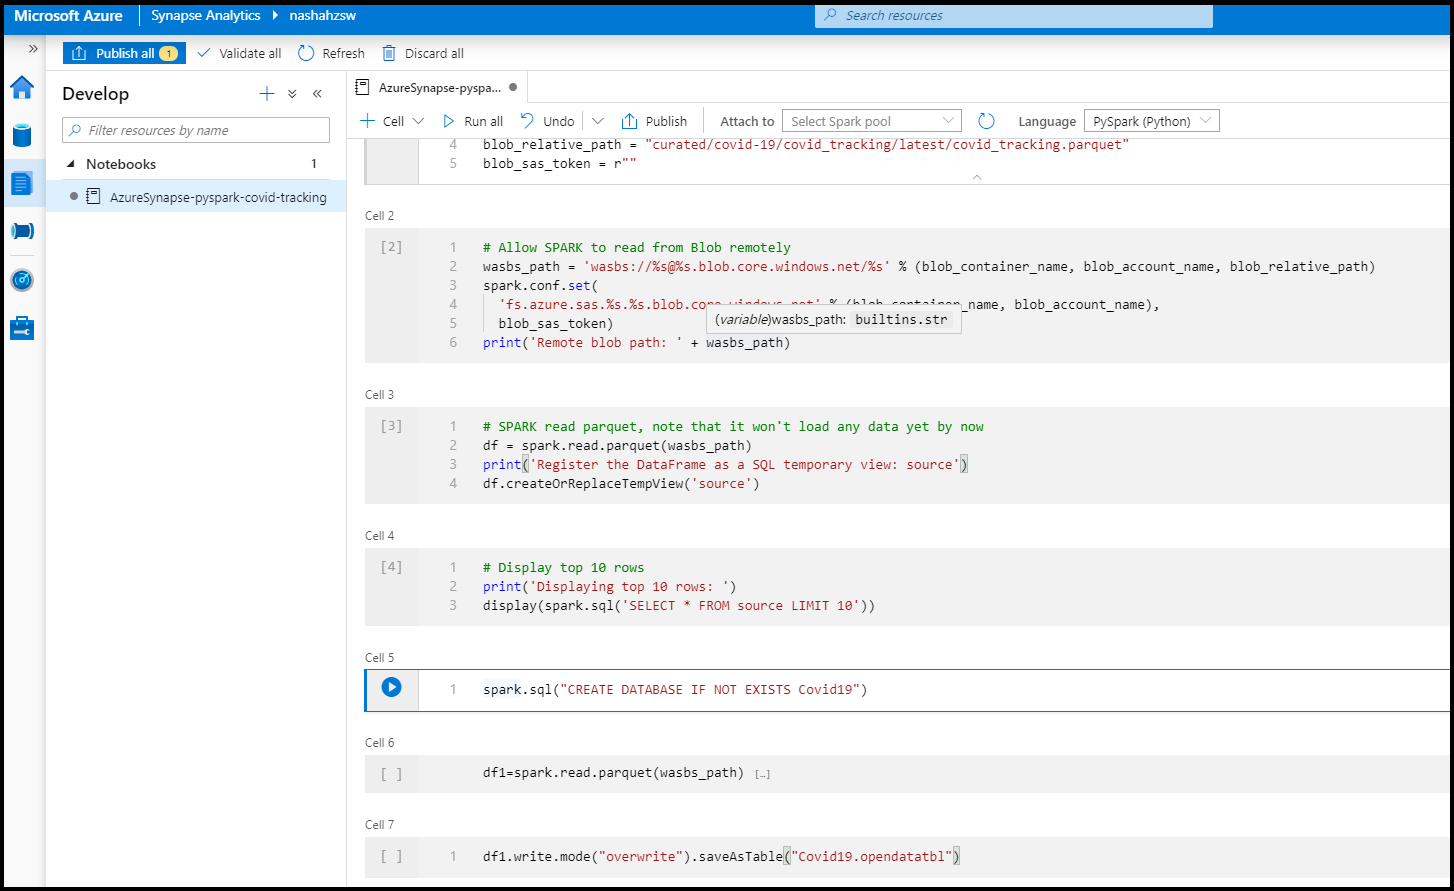 Microsoft Azure
Synapse Analytics
nashahzsw
Search resources
Publish all 1
Validate all
Refresh
Discard all
Develop
Filter resources by name
Notebooks 1
AzureSynapse-pyspark-covid-tracking
AzureSynapse-pyspa...
Cell
Run all
Undo
Publish
Attach to
Select Spark pool
Language
PySpark (Python)
4 blob_relative_path = "curated/covid-19/covid_tracking/latest/covid_tracking.parquet"
5 blob_sas_token = r""
Cell 2
[2]
1 # Allow SPARK to read from Blob remotely
2 wasbs_path = 'wasbs://%s@%s.blob.core.windows.net/%s' % (blob_container_name, blob_account_name, blob_relative_path)
3 spark.conf.set(
4 'fs.azure.sas.%s.%s.blob.core.windows.net' % (blob_container_name, blob_account_name),
(variable)wasbs_path: builtins.str
5 blob_sas_token)
6 print('Remote blob path: ' + wasbs_path)
Cell 3
[3]
1 # SPARK read parquet, note that it won't load any data yet by now
2 df = spark.read.parquet(wasbs_path)
3 print('Register the DataFrame as a SQL temporary view: source')
4 df.createOrReplaceTempView('source')
Cell 4
[4]
1 # Display top 10 rows
2 print('Displaying top 10 rows: ')
3 display(spark.sql('SELECT * FROM source LIMIT 10'))
Cell 5
1 spark.sql("CREATE DATABASE IF NOT EXISTS Covid19")
Cell 6
[ ] df1=spark.read.parquet(wasbs_path) [...]
Cell 7
[ ] 1 df1.write.mode("overwrite").saveAsTable("Covid19.opendatatbl")